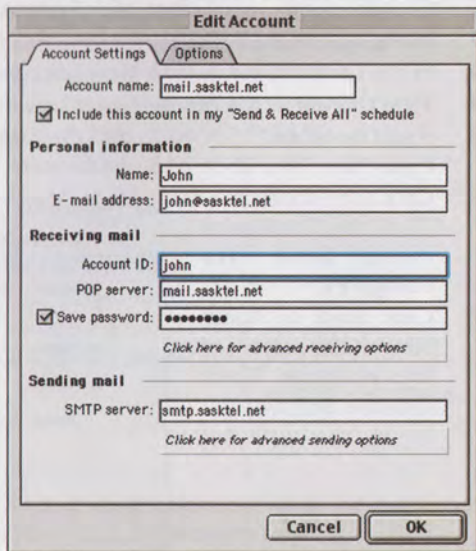 Edit Account
Account Settings Options
Account name: mail.sasktel.net
Include this account in my "Send & Receive All" schedule
Personal information
Name: John
E-mail address: john@sasktel.net
Receiving mail
Account ID: john
POP server: mail.sasktel.net
Save password: ••••••••
Click here for advanced receiving options
Sending mail
SMTP server: smtp.sasktel.net
Click here for advanced sending options
Cancel OK